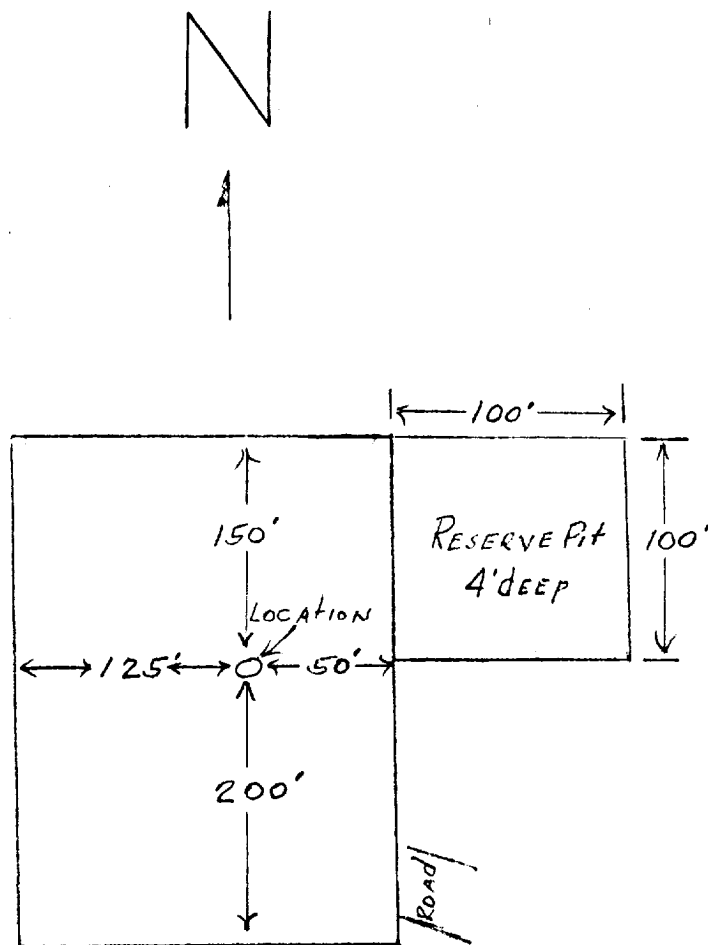 N
100'
150'
RESERVE Pit
4' dEEP
100'
LOCAtION
125'
50'
200'
ROAD